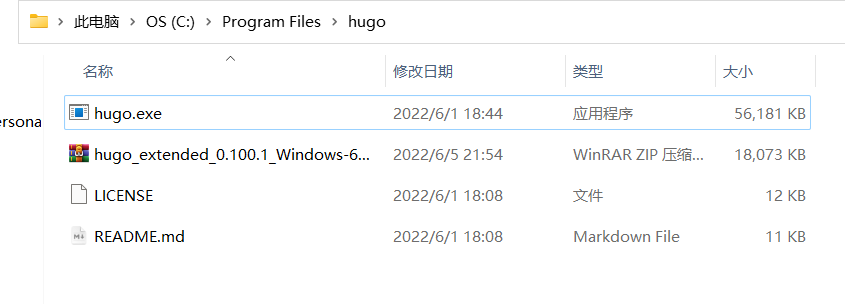 此电脑 > OS (C:) > Program Files > hugo
名称 修改日期 类型 大小
hugo.exe 2022/6/1 18:44 应用程序 56,181 KB
hugo_extended_0.100.1_Windows-6... 2022/6/5 21:54 WinRAR ZIP 压缩... 18,073 KB
LICENSE 2022/6/1 18:08 文件 12 KB
README.md 2022/6/1 18:08 Markdown File 11 KB
ersona